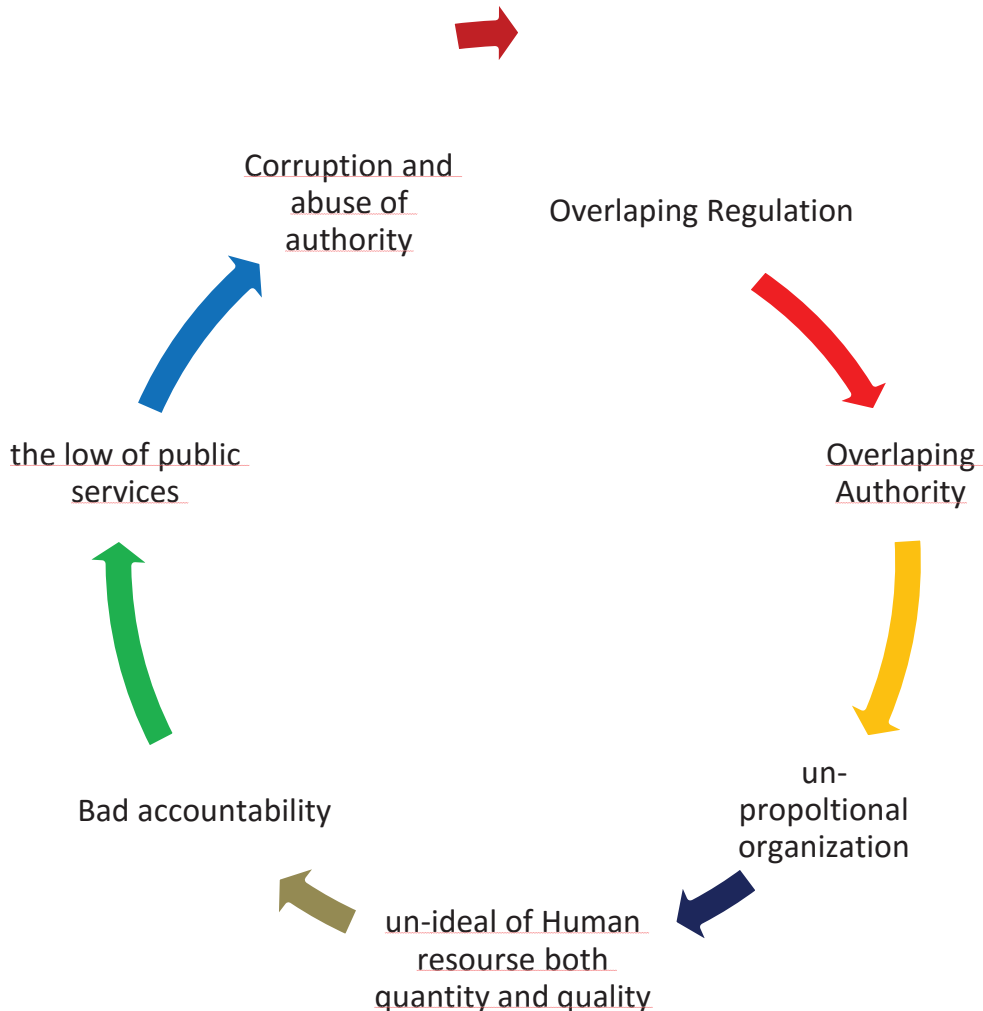 Corruption and
abuse of
authority
Overlaping Regulation
the low of public
services
Overlaping
Authority
un-
propoltional
organization
Bad accountability
un-ideal of Human
resourse both
quantity and quality